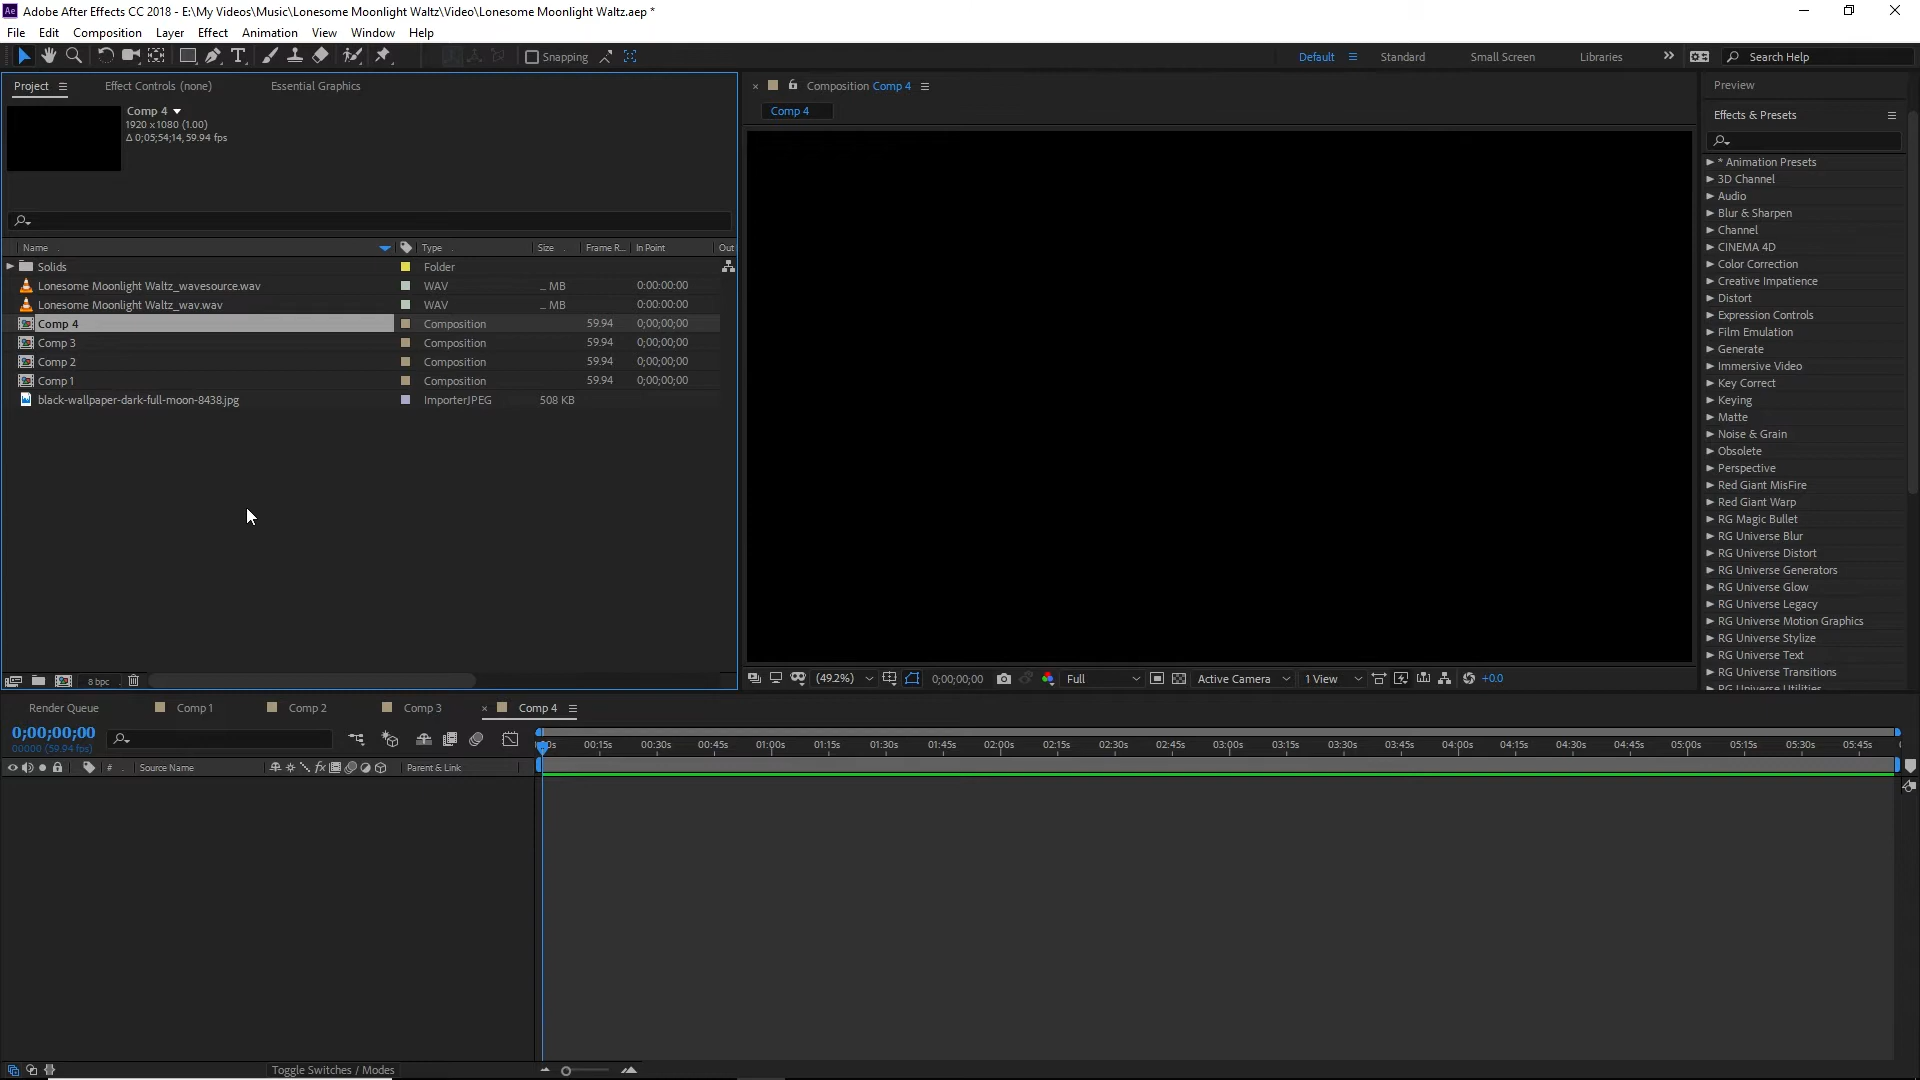 Adobe After Effects CC 2018 - E:\My Videos\Music\Lonesome Moonlight Waltz\Video\Lonesome Moonlight Waltz.aep *
File Edit Composition Layer Effect Animation View Window Help
Snapping Default Standard Small Screen Libraries Search Help
Project Effect Controls (none) Essential Graphics
Composition Comp 4
Preview
Comp 4
1920 x1080 (1.00)
Δ 0;05;54;14, 59.94 fps
Comp 4
Effects & Presets
Name Type Size Frame R... In Point Out
Solids Folder
Lonesome Moonlight Waltz_wavesource.wav WAV ... MB 0:00:00:00
Lonesome Moonlight Waltz_wav.wav WAV ... MB 0:00:00:00
Comp 4 Composition 59.94 0;00;00;00
Comp 3 Composition 59.94 0;00;00;00
Comp 2 Composition 59.94 0;00;00;00
Comp 1 Composition 59.94 0;00;00;00
black-wallpaper-dark-full-moon-8438.jpg ImporterJPEG 508 KB
8 bpc
(49.2%) 0;00;00;00 Full Active Camera 1 View +0.0
* Animation Presets
3D Channel
Audio
Blur & Sharpen
Channel
CINEMA 4D
Color Correction
Creative Impatience
Distort
Expression Controls
Film Emulation
Generate
Immersive Video
Key Correct
Keying
Matte
Noise & Grain
Obsolete
Perspective
Red Giant MisFire
Red Giant Warp
RG Magic Bullet
RG Universe Blur
RG Universe Distort
RG Universe Generators
RG Universe Glow
RG Universe Legacy
RG Universe Motion Graphics
RG Universe Stylize
RG Universe Text
RG Universe Transitions
RG Universe Utilities
Render Queue Comp 1 Comp 2 Comp 3 Comp 4
0;00;00;00
00000 (59.94 fps)
00:15s 00:30s 00:45s 01:00s 01:15s 01:30s 01:45s 02:00s 02:15s 02:30s 02:45s 03:00s 03:15s 03:30s 03:45s 04:00s 04:15s 04:30s 04:45s 05:00s 05:15s 05:30s 05:45s
# Source Name Parent & Link
Toggle Switches / Modes